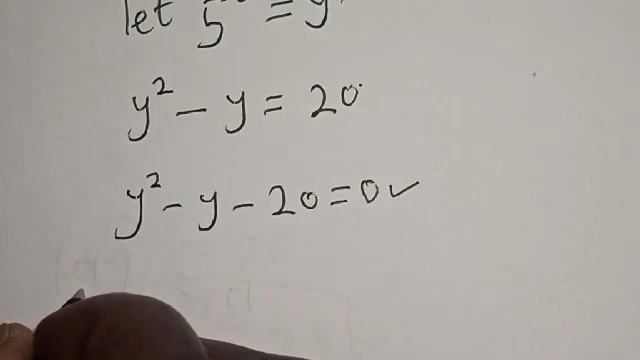 let 5 = y
y² - y = 20
y² - y - 20 = 0 ✓